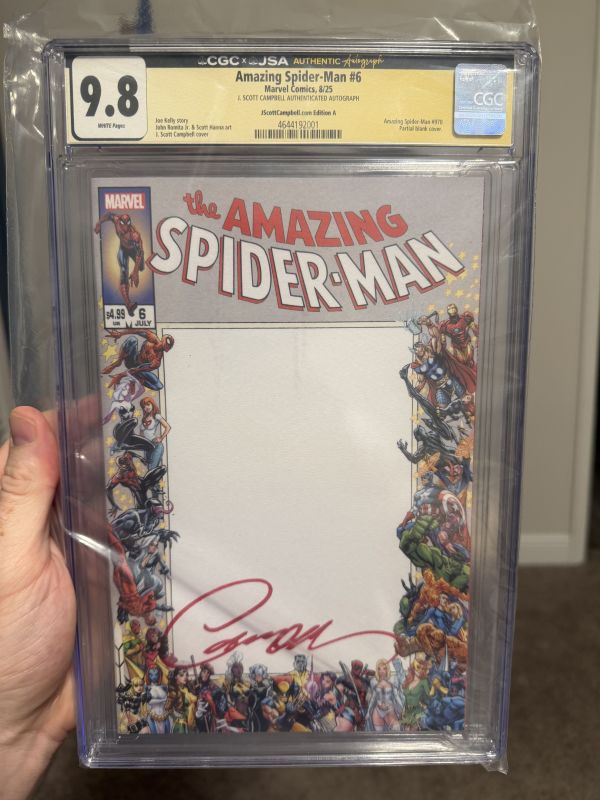 CGC x JSA AUTHENTIC Autograph
9.8
WHITE Pages
Amazing Spider-Man #6
Marvel Comics, 8/25
J. SCOTT CAMPBELL AUTHENTICATED AUTOGRAPH
JScottCampbell.com Edition A
4644192001
Joe Kelly story
John Romita Jr. & Scott Hanna art
J. Scott Campbell cover
Amazing Spider-Man #970
Partial blank cover.
CGC
MARVEL
the AMAZING
SPIDER-MAN
$4.99 6
JULY